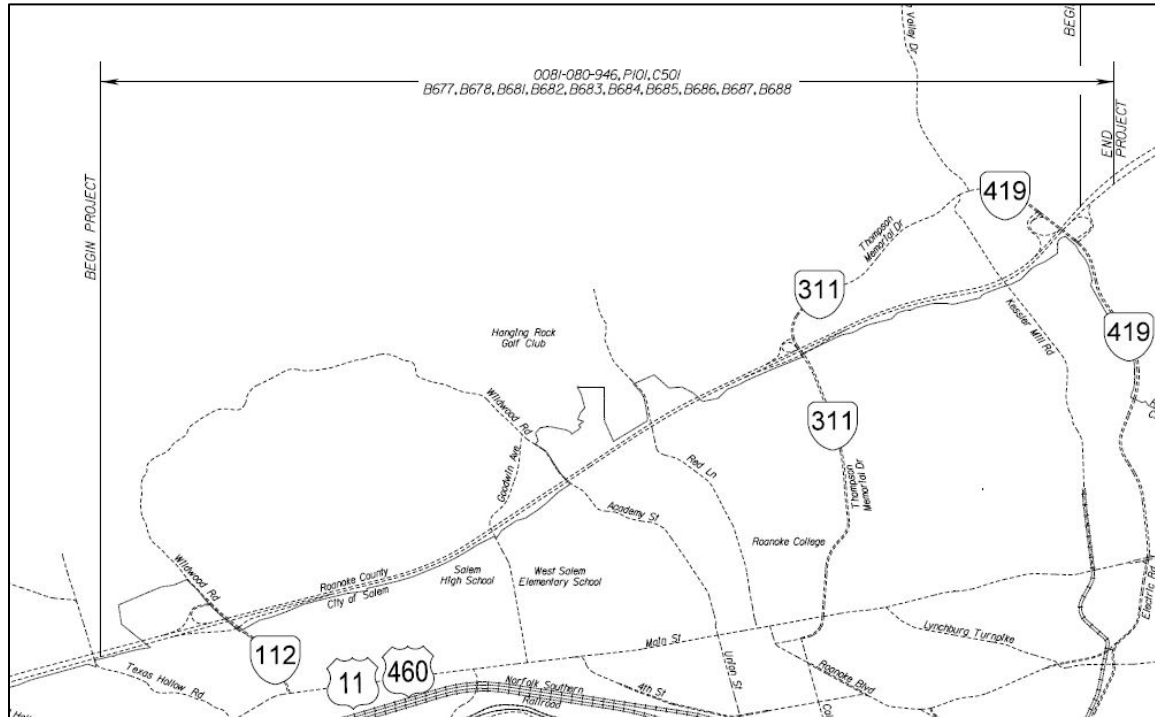 0081-080-946, P101, C501
B677, B678, B681, B682, B683, B684, B685, B686, B687, B688
BEGIN PROJECT
END
PROJECT
Valley Dr
419
Thompson
Memorial Dr
311
Kessler Mill Rd
419
Hanging Rock
Golf Club
Wildwood Rd
311
Goodwin Ave
Red Ln
Academy St
Thompson
Memorial Dr
Roanoke College
Wildwood Rd
Roanoke County
City of Salem
Salem
High School
West Salem
Elementary School
Electric Rd
Main St
Lynchburg Turnpike
112
Texas Hollow Rd
11
460
Norfolk Southern
Railroad
4th St
Union St
Roanoke Blvd